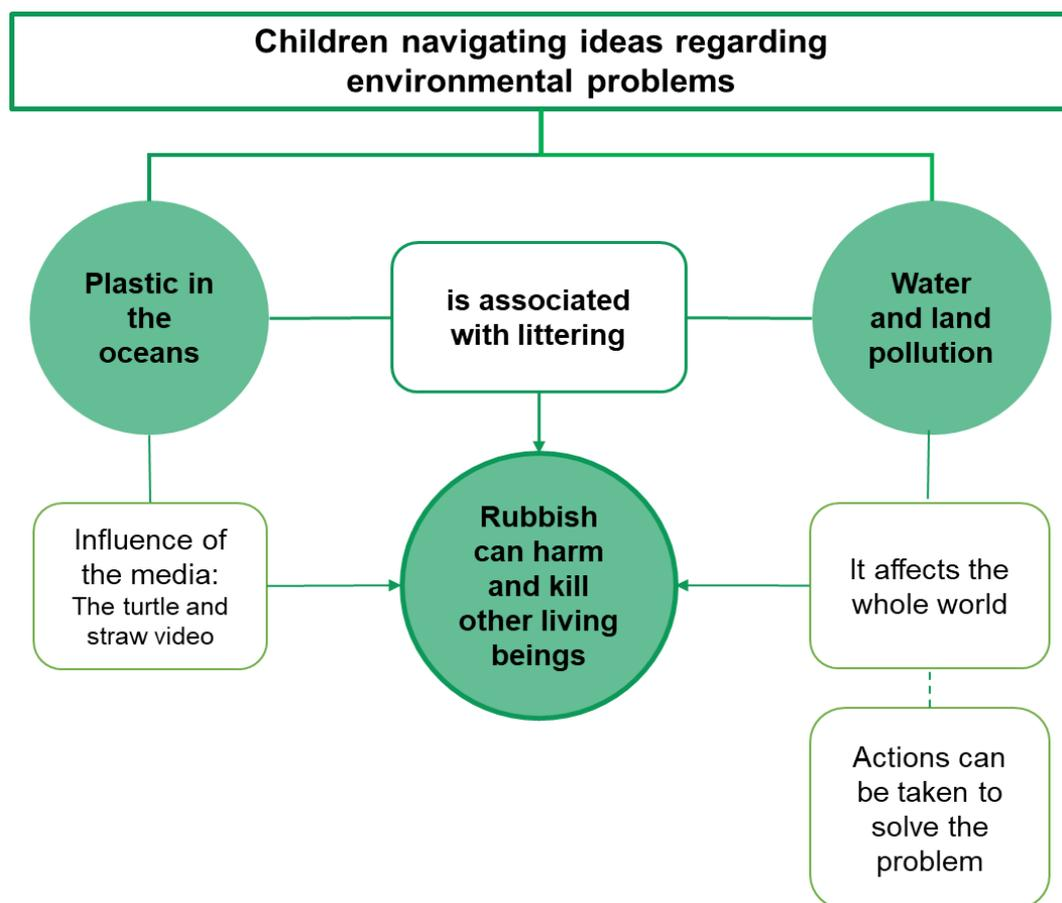 Children navigating ideas regarding
environmental problems
Plastic in
the
oceans
is associated
with littering
Water
and land
pollution
Influence of
the media:
The turtle and
straw video
Rubbish
can harm
and kill
other living
beings
It affects the
whole world
Actions can
be taken to
solve the
problem